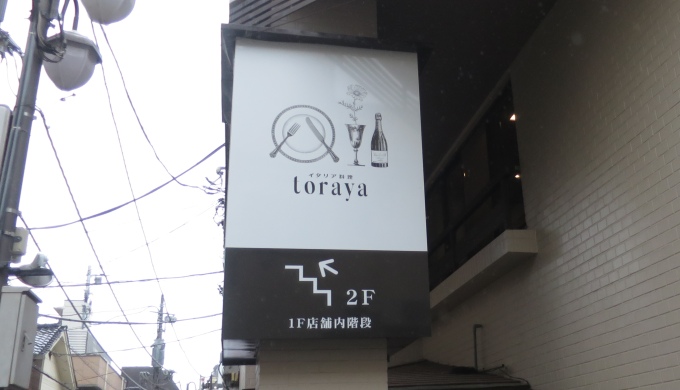 イタリア料理
toraya
2F
1F店舗内階段